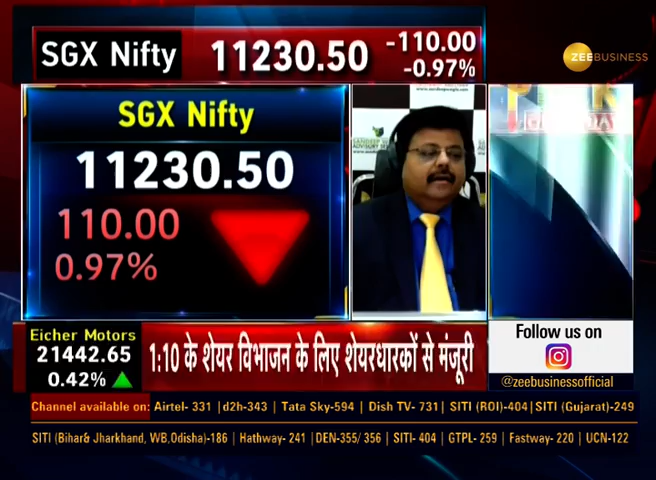 SGX Nifty 11230.50 -110.00
-0.97%
ZEE BUSINESS
SGX Nifty
11230.50
110.00
0.97%
Eicher Motors
21442.65
0.42%
1:10 के शेयर विभाजन के लिए शेयरधारकों से मंजूरी
Follow us on
@zeebusinessofficial
Channel available on: Airtel- 331 | d2h-343 | Tata Sky-594 | Dish TV- 731 | SITI (ROI)-404 | SITI (Gujarat)-249
SITI (Bihar& Jharkhand, WB,Odisha)-186 | Hathway- 241 | DEN-355/ 356 | SITI- 404 | GTPL- 259 | Fastway- 220 | UCN-122